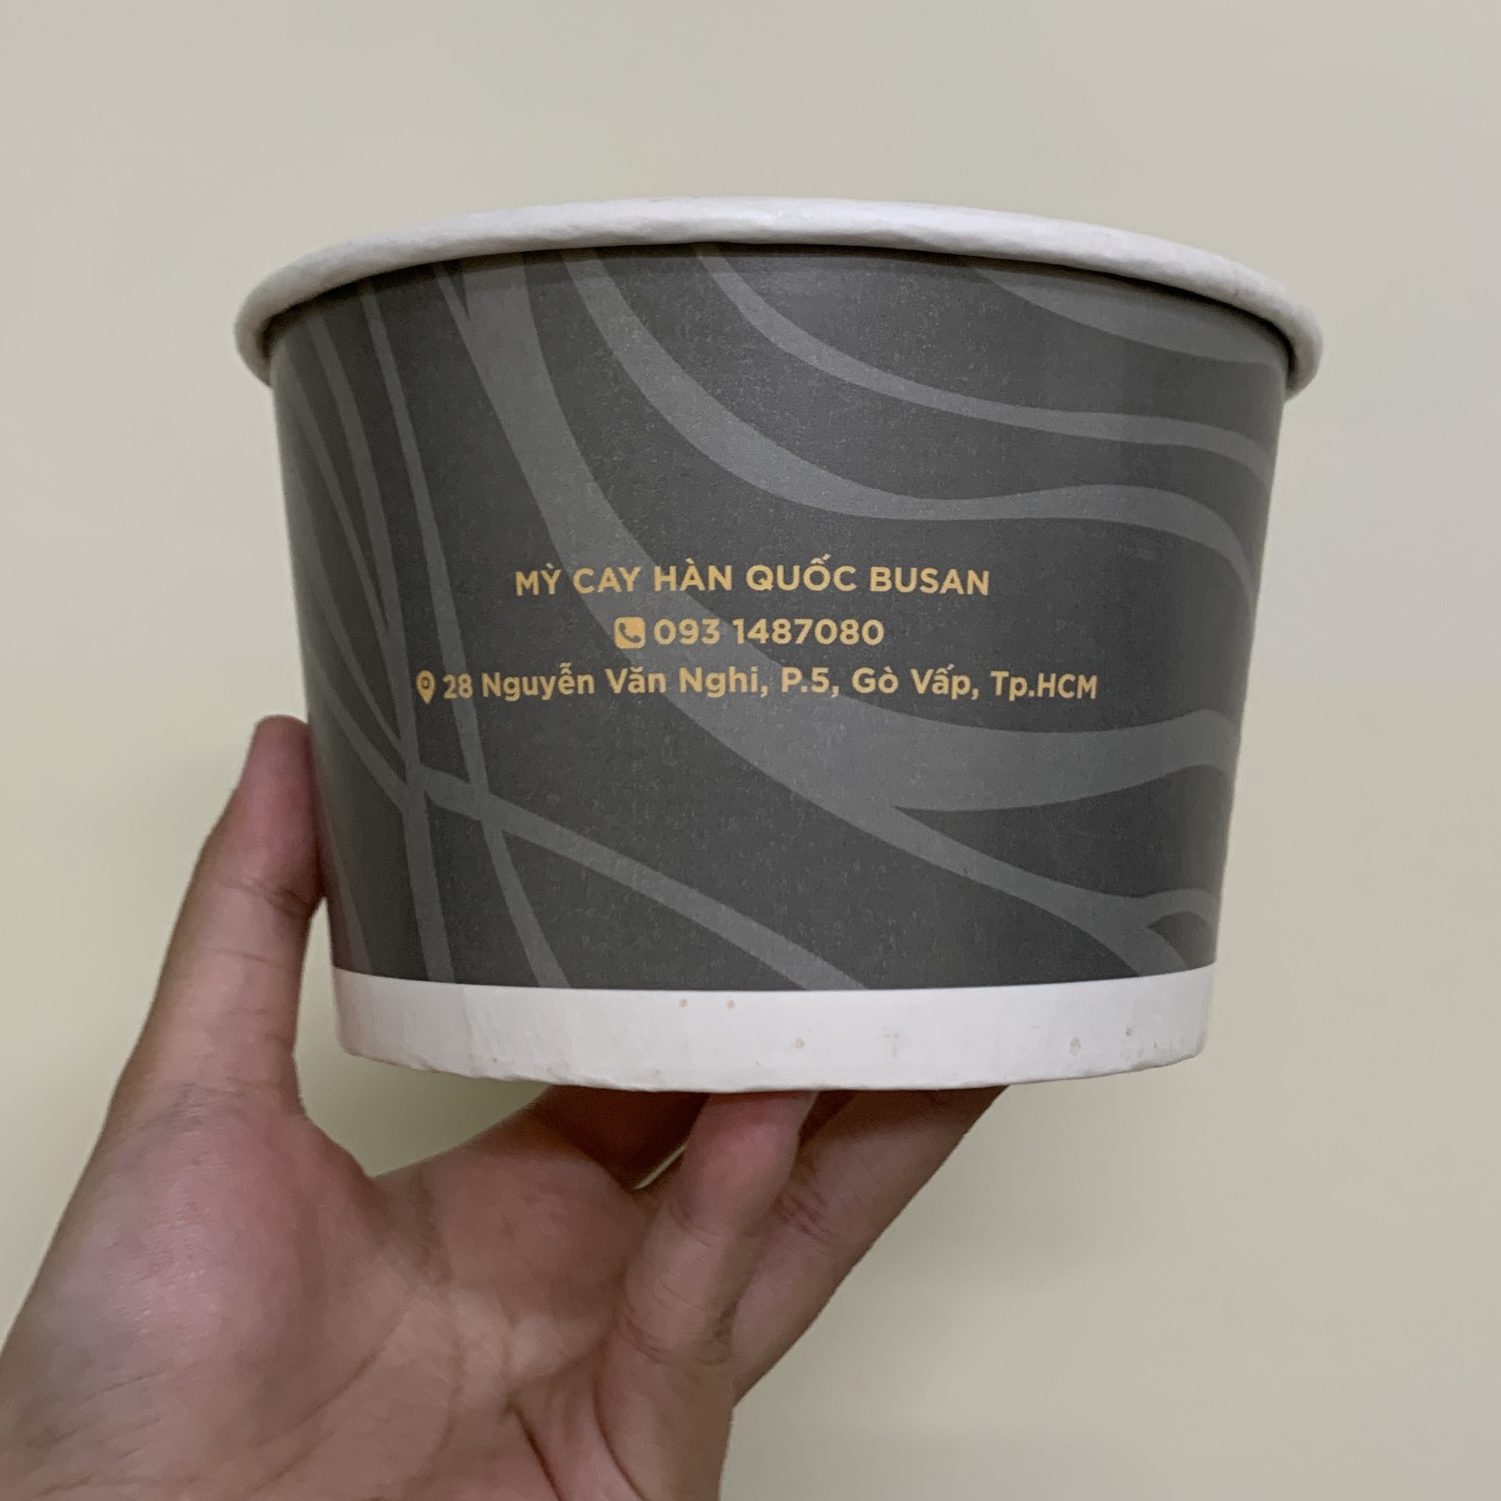 MỲ CAY HÀN QUỐC BUSAN
093 1487080
28 Nguyễn Văn Nghi, P.5, Gò Vấp, Tp.HCM